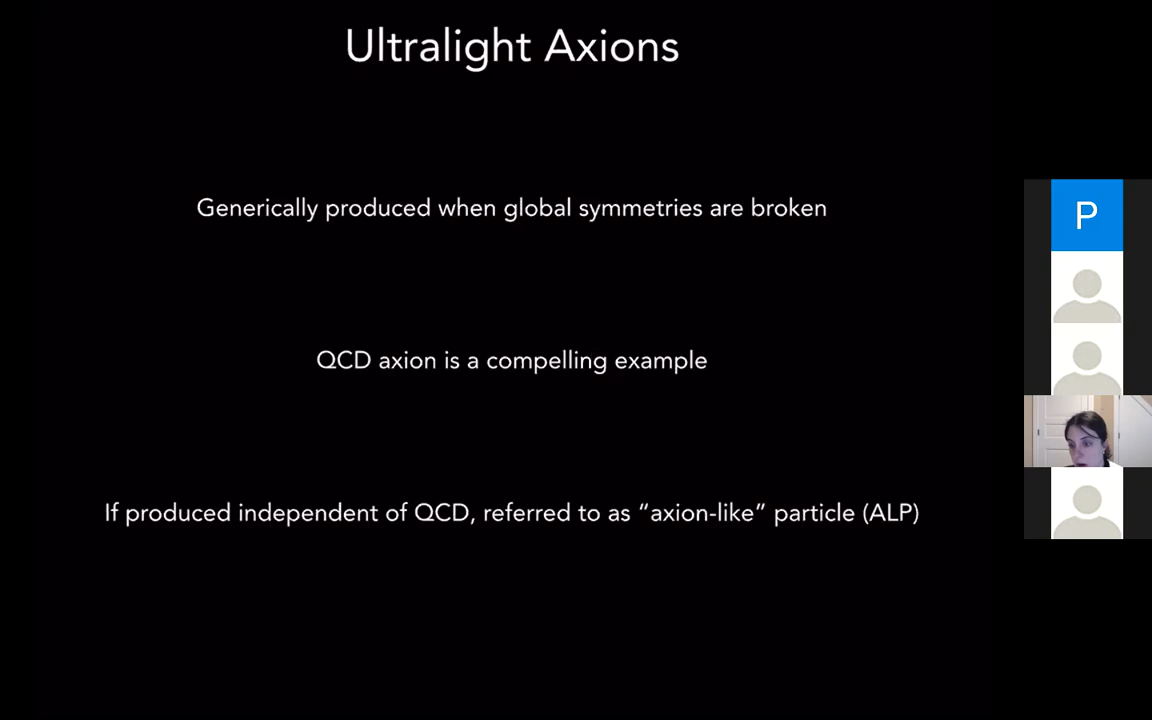 Ultralight Axions
Generically produced when global symmetries are broken
QCD axion is a compelling example
If produced independent of QCD, referred to as “axion-like” particle (ALP)
P